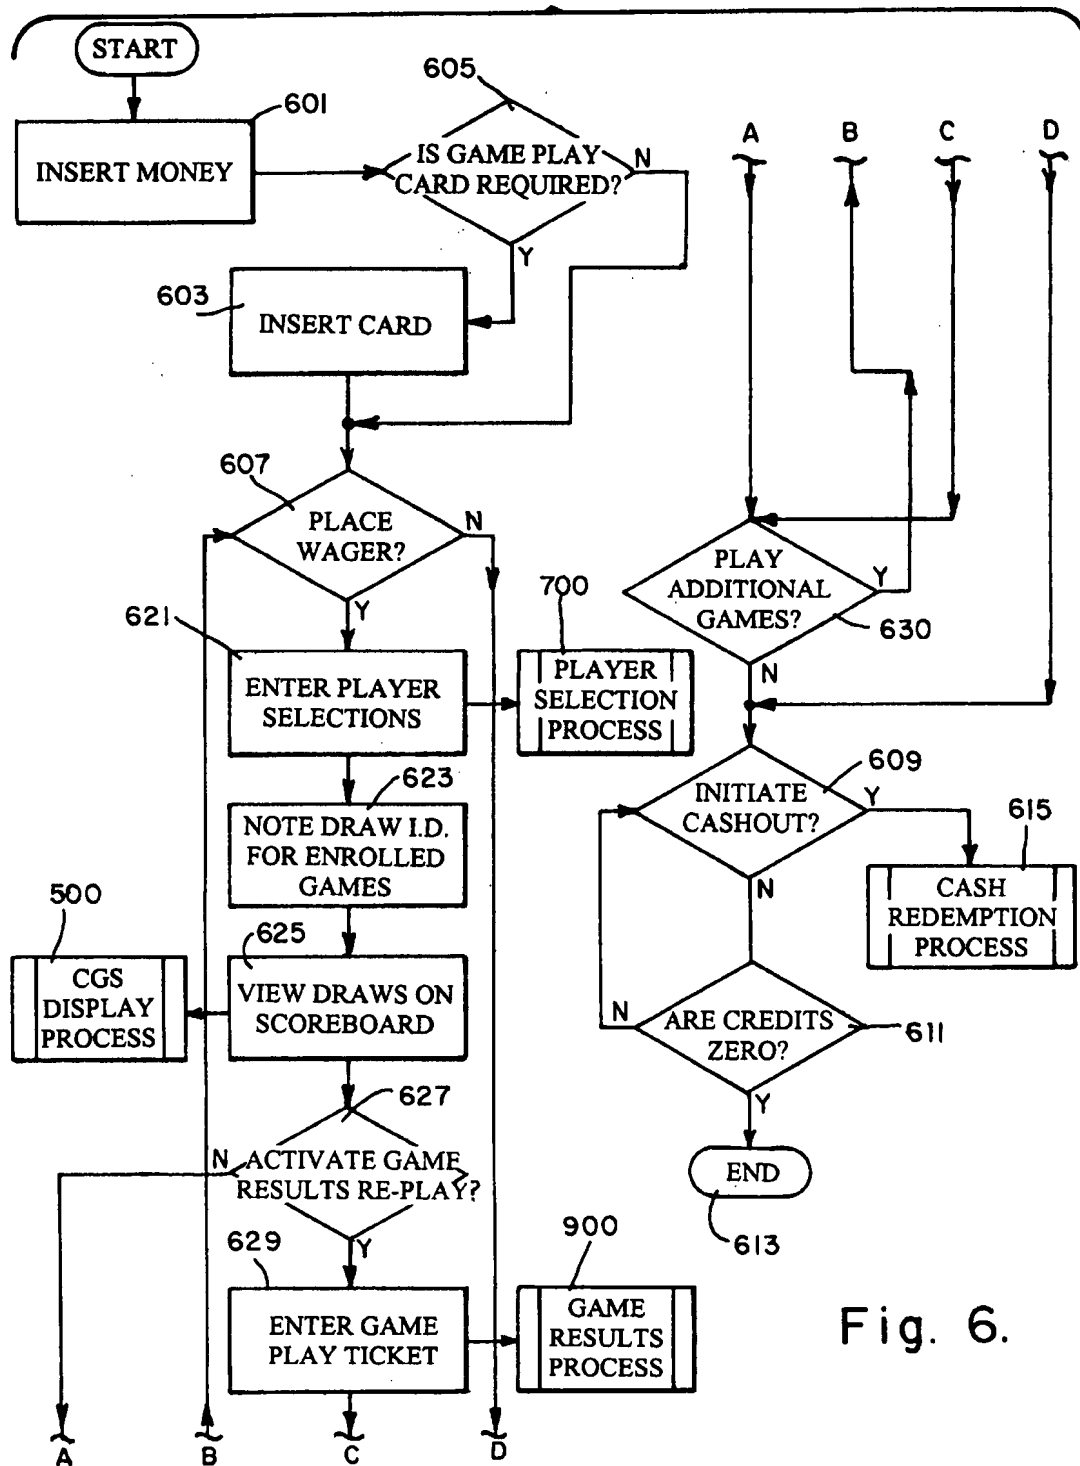 START
601
INSERT MONEY
605
IS GAME PLAY
CARD REQUIRED?
N
Y
603
INSERT CARD
607
PLACE
WAGER?
N
Y
621
ENTER PLAYER
SELECTIONS
700
PLAYER
SELECTION
PROCESS
623
NOTE DRAW I.D.
FOR ENROLLED
GAMES
500
CGS
DISPLAY
PROCESS
625
VIEW DRAWS ON
SCOREBOARD
627
N
ACTIVATE GAME
RESULTS RE-PLAY?
Y
629
ENTER GAME
PLAY TICKET
900
GAME
RESULTS
PROCESS
A
B
C
D
A
B
C
D
PLAY
ADDITIONAL
GAMES?
Y
630
N
609
INITIATE
CASHOUT?
Y
N
615
CASH
REDEMPTION
PROCESS
N
ARE CREDITS
ZERO?
611
Y
END
613
Fig. 6.